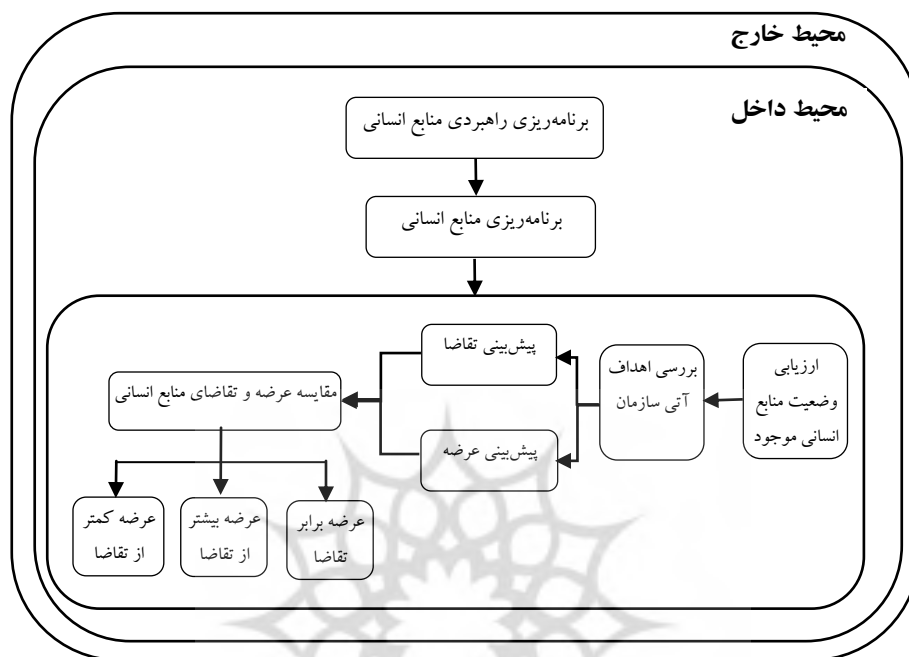 محیط خارج
محیط داخل
برنامه‌ریزی راهبردی منابع انسانی
برنامه‌ریزی منابع انسانی
ارزیابی
وضعیت منابع
انسانی موجود
بررسی اهداف
آتی سازمان
پیش‌بینی تقاضا
پیش‌بینی عرضه
مقایسه عرضه و تقاضای منابع انسانی
عرضه برابر
تقاضا
عرضه بیشتر
از تقاضا
عرضه کمتر
از تقاضا